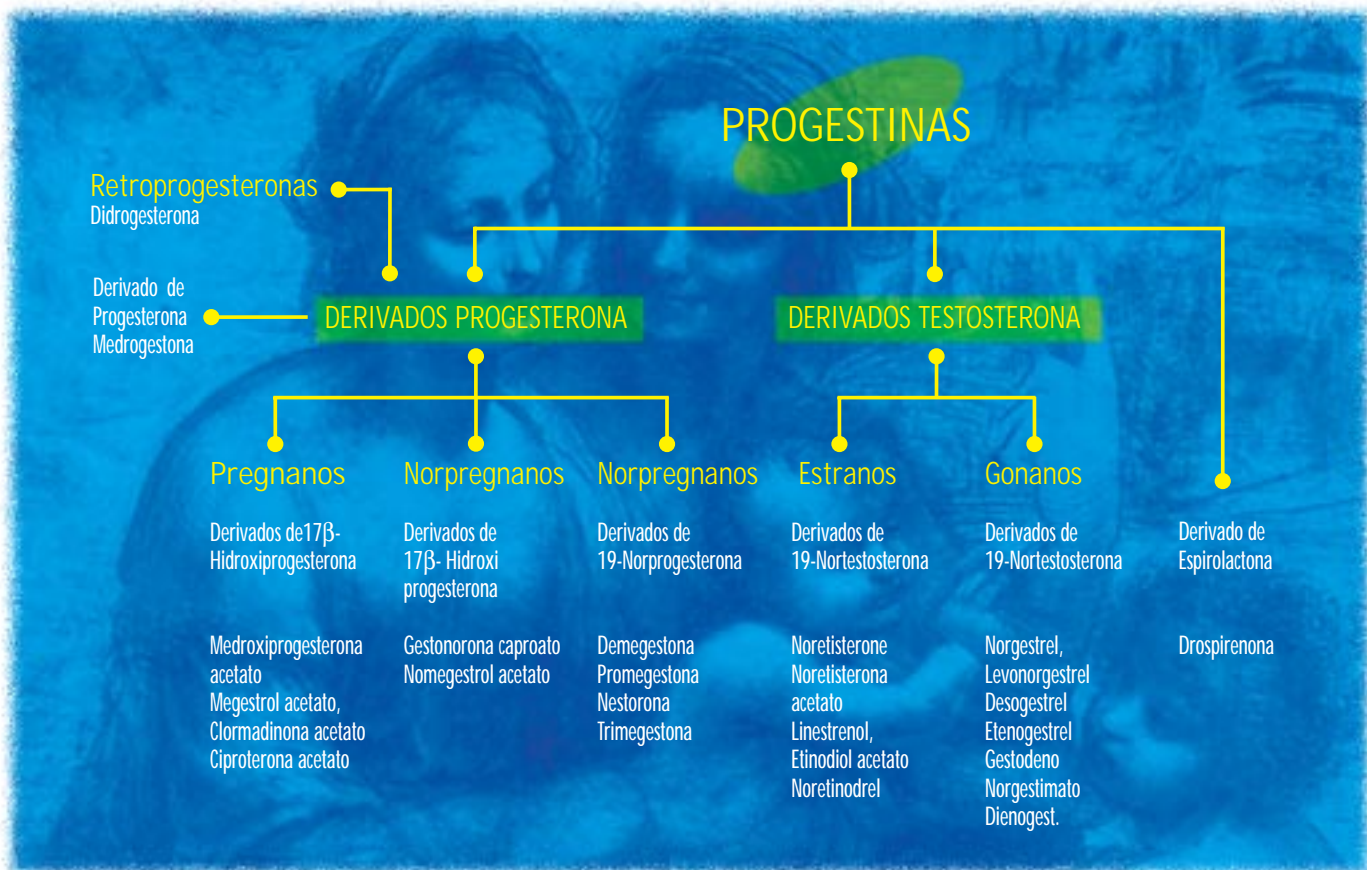 PROGESTINAS
Retroprogesteronas
Didrogesterona
Derivado de
Progesterona
Medrogestona
DERIVADOS PROGESTERONA
DERIVADOS TESTOSTERONA
Pregnanos
Derivados de17β-
Hidroxiprogesterona
Medroxiprogesterona
acetato
Megestrol acetato,
Clormadinona acetato
Ciproterona acetato
Norpregnanos
Derivados de
17β- Hidroxi
progesterona
Gestonorona caproato
Nomegestrol acetato
Norpregnanos
Derivados de
19-Norprogesterona
Demegestona
Promegestona
Nestorona
Trimegestona
Estranos
Derivados de
19-Nortestosterona
Noretisterone
Noretisterona
acetato
Linestrenol,
Etinodiol acetato
Noretinodrel
Gonanos
Derivados de
19-Nortestosterona
Norgestrel,
Levonorgestrel
Desogestrel
Etenogestrel
Gestodeno
Norgestimato
Dienogest.
Derivado de
Espirolactona
Drospirenona